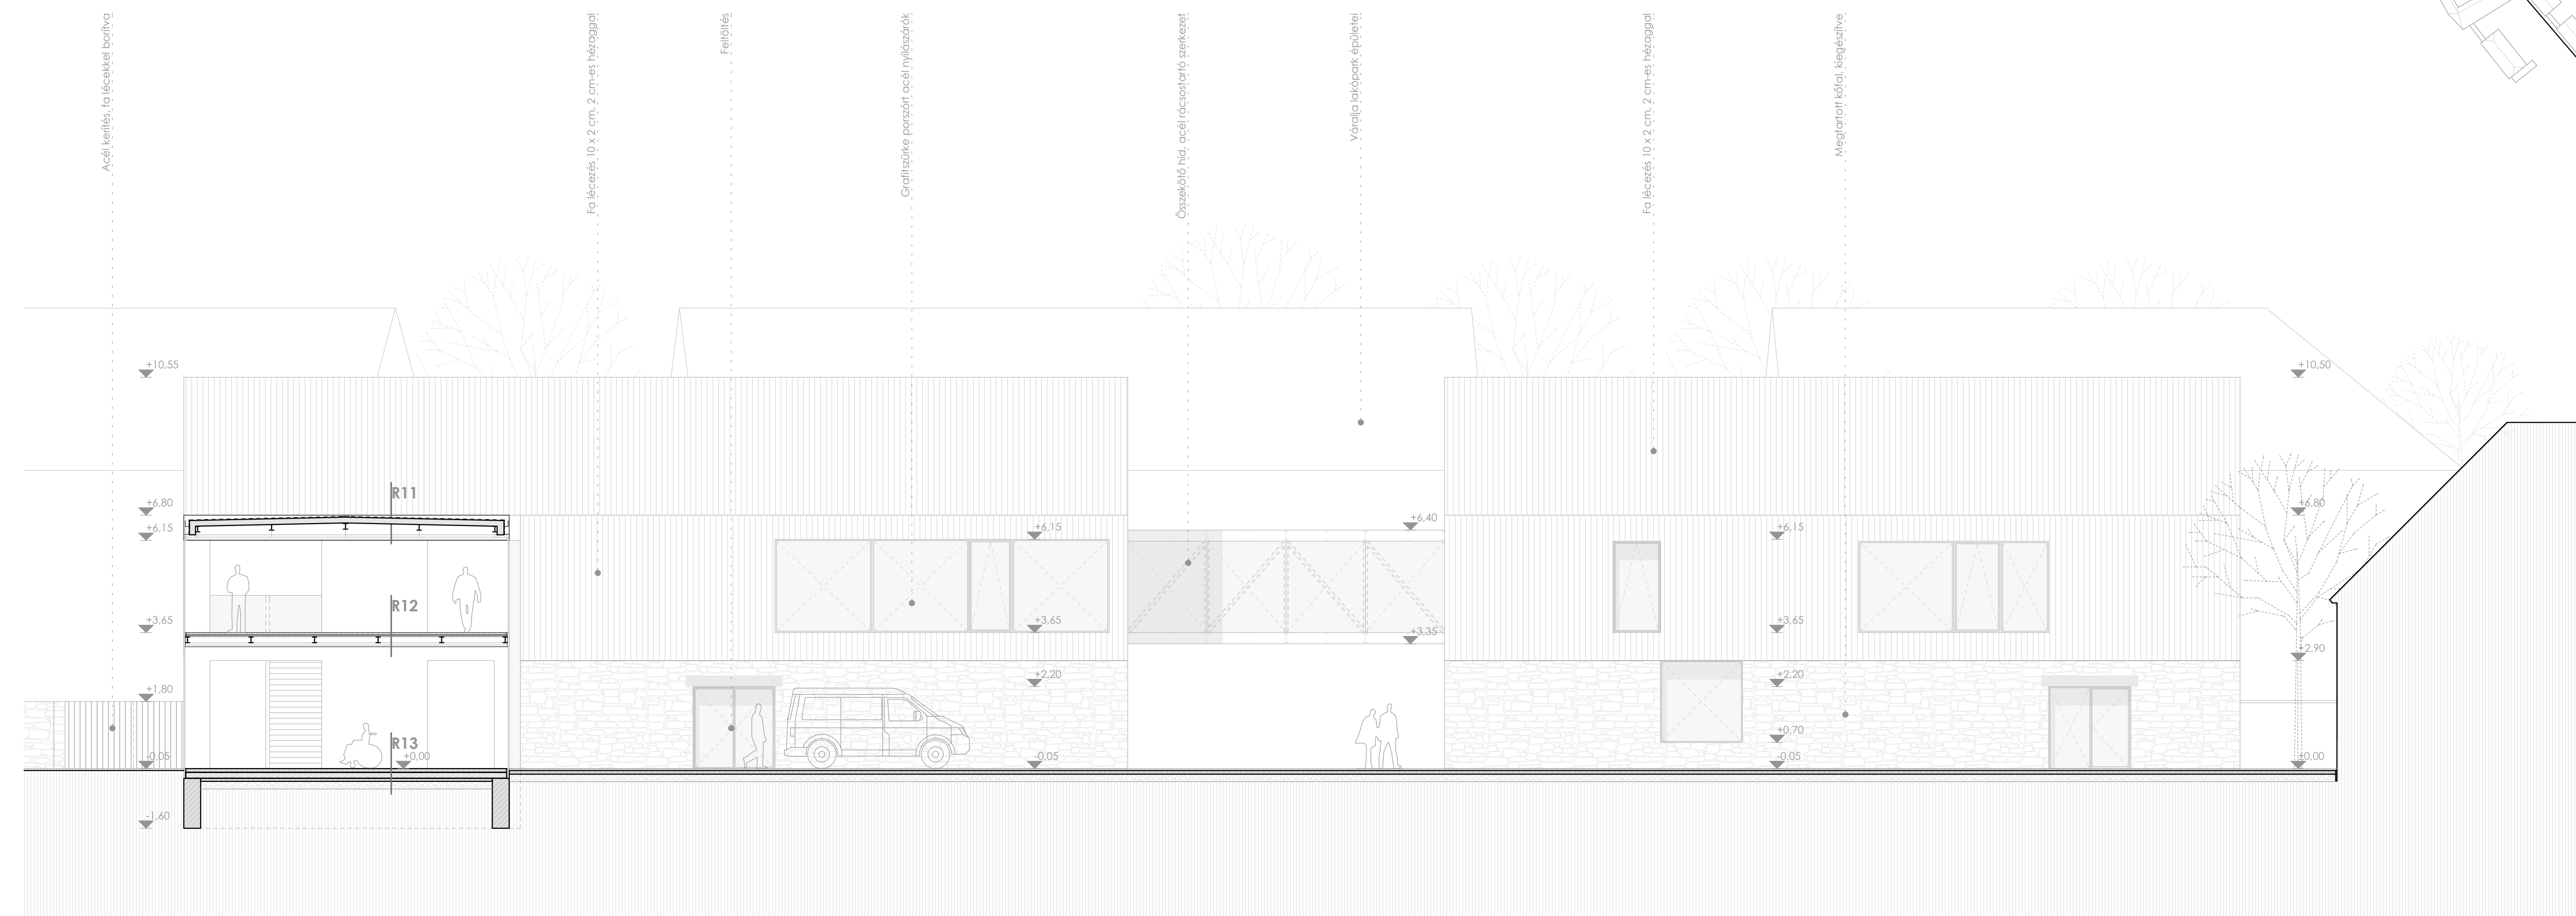 Acél kerítés, fa lécekkel borítva
Fa lécezés 10 x 2 cm, 2 cm-es hézaggal
Feltöltés
Grafitszürke porszórt acél nyílászárók
Összekötő híd, acél rácsostartó szerkezet
Váralja lakópark épületei
Fa lécezés 10 x 2 cm, 2 cm-es hézaggal
Megtartott kőfal, kiegészítve
+10,55
+10,50
R11
+6,80
+6,80
+6,15
+6,15
+6,40
+6,15
R12
+3,65
+3,65
+3,35
+3,65
+2,90
+1,80
+2,20
+2,20
R13
+0,70
-0,05
+0,00
-0,05
-0,05
±0,00
-1,60